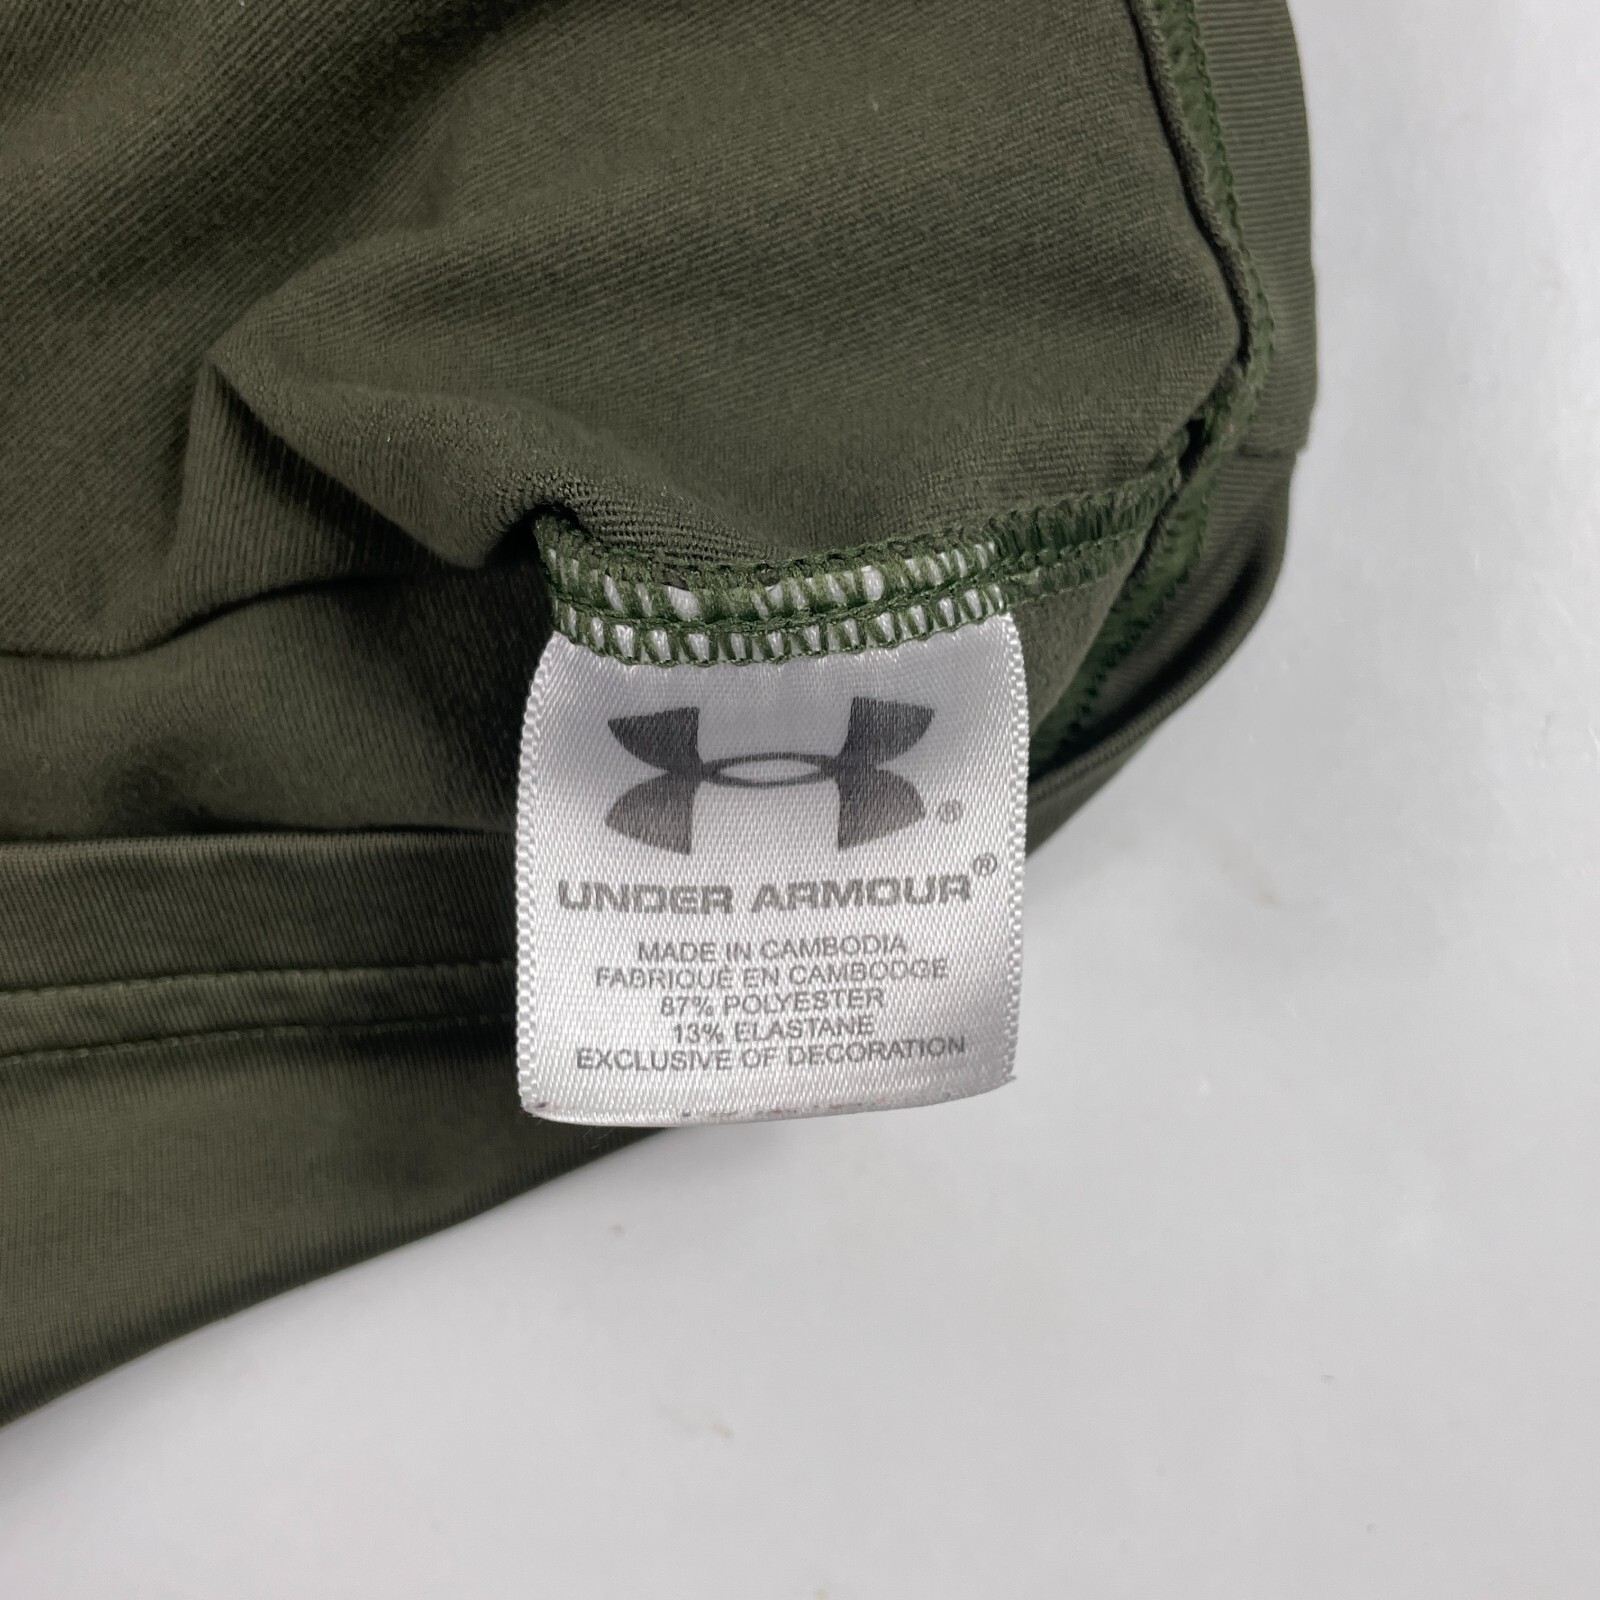 ®
UNDER ARMOUR®
MADE IN CAMBODIA
FABRIQUÉ EN CAMBODGE
87% POLYESTER
13% ELASTANE
EXCLUSIVE OF DECORATION